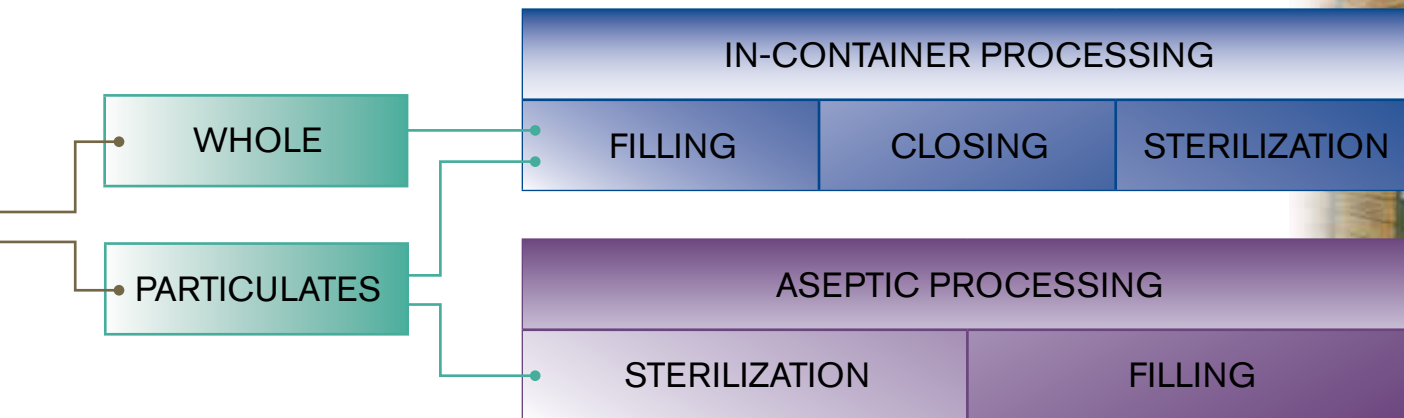 IN-CONTAINER PROCESSING
WHOLE
FILLING
CLOSING
STERILIZATION
PARTICULATES
ASEPTIC PROCESSING
STERILIZATION
FILLING